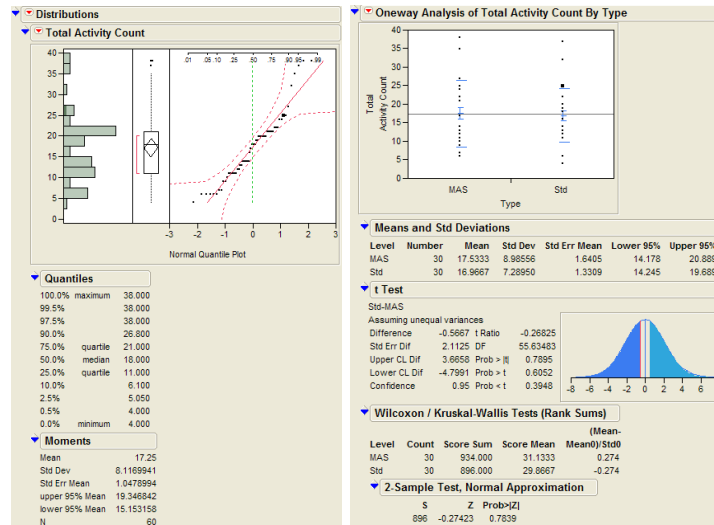 Distributions
Total Activity Count
40
35
30
25
20
15
10
5
0
.01 .05 .10 .25 .50 .75 .90 .95 .99
-3 -2 -1 0 1 2 3
Normal Quantile Plot
Quantiles
100.0% maximum 38.000
99.5% 38.000
97.5% 38.000
90.0% 26.800
75.0% quartile 21.000
50.0% median 18.000
25.0% quartile 11.000
10.0% 6.100
2.5% 5.050
0.5% 4.000
0.0% minimum 4.000
Moments
Mean 17.25
Std Dev 8.1169941
Std Err Mean 1.0478994
upper 95% Mean 19.346842
lower 95% Mean 15.153158
N 60
Oneway Analysis of Total Activity Count By Type
Total
Activity Count
40
35
30
25
20
15
10
5
0
MAS Std
Type
Means and Std Deviations
Level Number Mean Std Dev Std Err Mean Lower 95% Upper 95%
MAS 30 17.5333 8.98556 1.6405 14.178 20.889
Std 30 16.9667 7.28950 1.3309 14.245 19.689
t Test
Std-MAS
Assuming unequal variances
Difference -0.5667 t Ratio -0.26825
Std Err Dif 2.1125 DF 55.63483
Upper CL Dif 3.6658 Prob > |t| 0.7895
Lower CL Dif -4.7991 Prob > t 0.6052
Confidence 0.95 Prob < t 0.3948
-8 -6 -4 -2 0 2 4 6
Wilcoxon / Kruskal-Wallis Tests (Rank Sums)
Level Count Score Sum Score Mean (Mean-Mean0)/Std0
MAS 30 934.000 31.1333 0.274
Std 30 896.000 29.8667 -0.274
2-Sample Test, Normal Approximation
S Z Prob>|Z|
896 -0.27423 0.7839